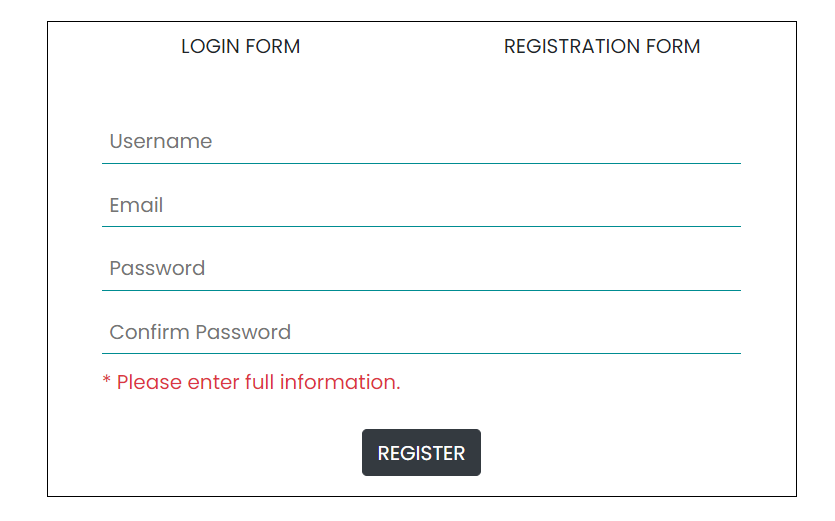 LOGIN FORM REGISTRATION FORM
Username
Email
Password
Confirm Password
* Please enter full information.
REGISTER